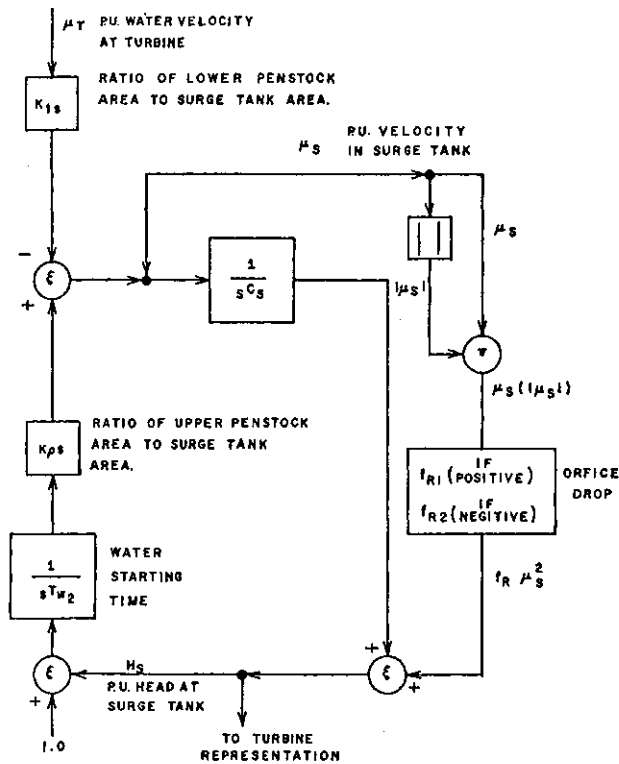 μT P.U. WATER VELOCITY
AT TURBINE
K1s
RATIO OF LOWER PENSTOCK
AREA TO SURGE TANK AREA.
μS
P.U. VELOCITY
IN SURGE TANK
μS
| |
|μS|
-
ξ
+
1
sCS
π
μS(|μS|)
KρS
RATIO OF UPPER PENSTOCK
AREA TO SURGE TANK
AREA.
IF
fR1 (POSITIVE)
IF
fR2 (NEGITIVE)
ORFICE
DROP
1
sTW2
WATER
STARTING
TIME
fR μS2
+
ξ
+
HS
P.U. HEAD AT
SURGE TANK
ξ
+
1.0
TO TURBINE
REPRESENTATION